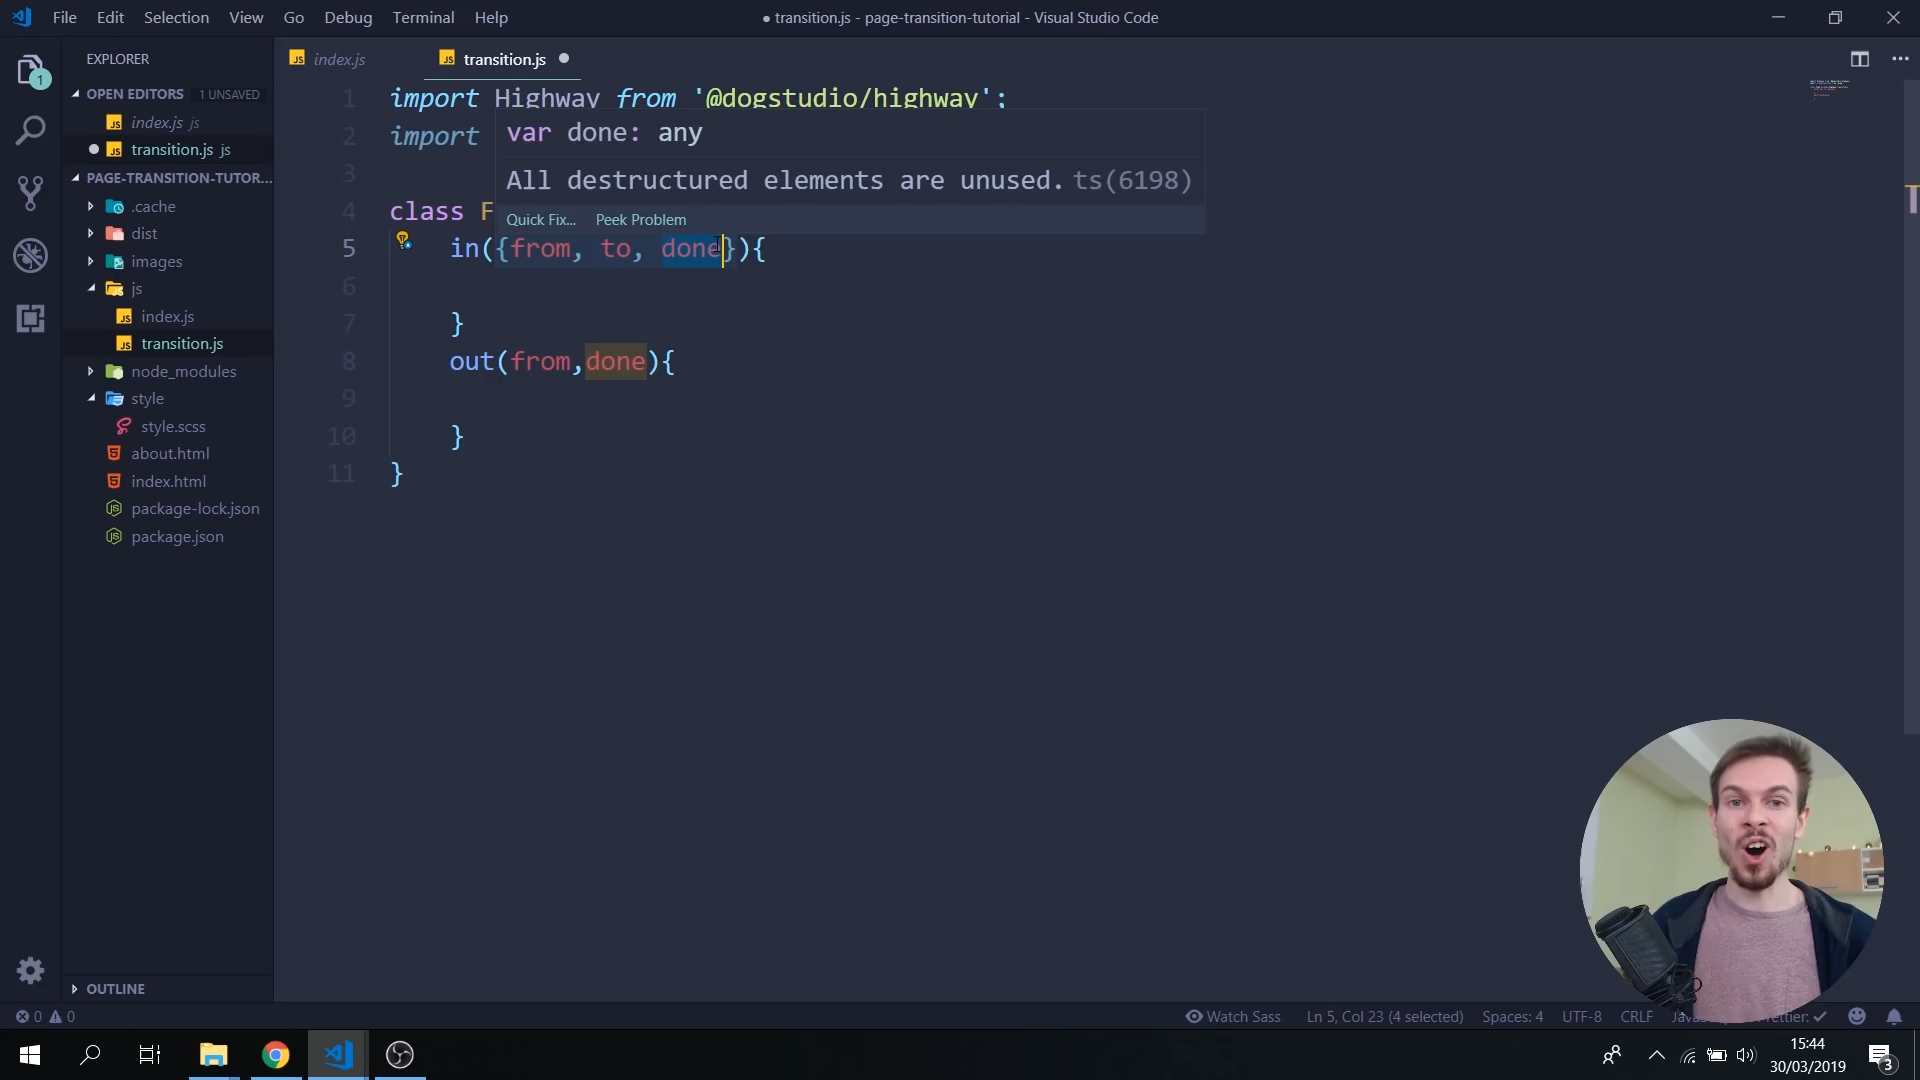 File Edit Selection View Go Debug Terminal Help
● transition.js - page-transition-tutorial - Visual Studio Code
EXPLORER
OPEN EDITORS 1 UNSAVED
index.js js
transition.js js
PAGE-TRANSITION-TUTOR...
.cache
dist
images
js
index.js
transition.js
node_modules
style
style.scss
about.html
index.html
package-lock.json
package.json
OUTLINE
1
JS index.js
JS transition.js
1 import Highway from '@dogstudio/highway';
2 import
3
4 class F
5 in({from, to, done}){
6
7 }
8 out(from,done){
9
10 }
11 }
var done: any
All destructured elements are unused. ts(6198)
Quick Fix... Peek Problem
0 0
Watch Sass Ln 5, Col 23 (4 selected) Spaces: 4 UTF-8 CRLF
15:44
30/03/2019
3